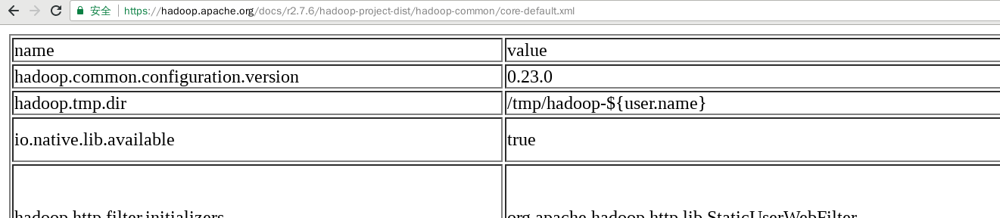 安全 https://hadoop.apache.org/docs/r2.7.6/hadoop-project-dist/hadoop-common/core-default.xml
name value
hadoop.common.configuration.version 0.23.0
hadoop.tmp.dir /tmp/hadoop-${user.name}
io.native.lib.available true
hadoop.http.filter.initializers org.apache.hadoop.http.lib.StaticUserWebFilter